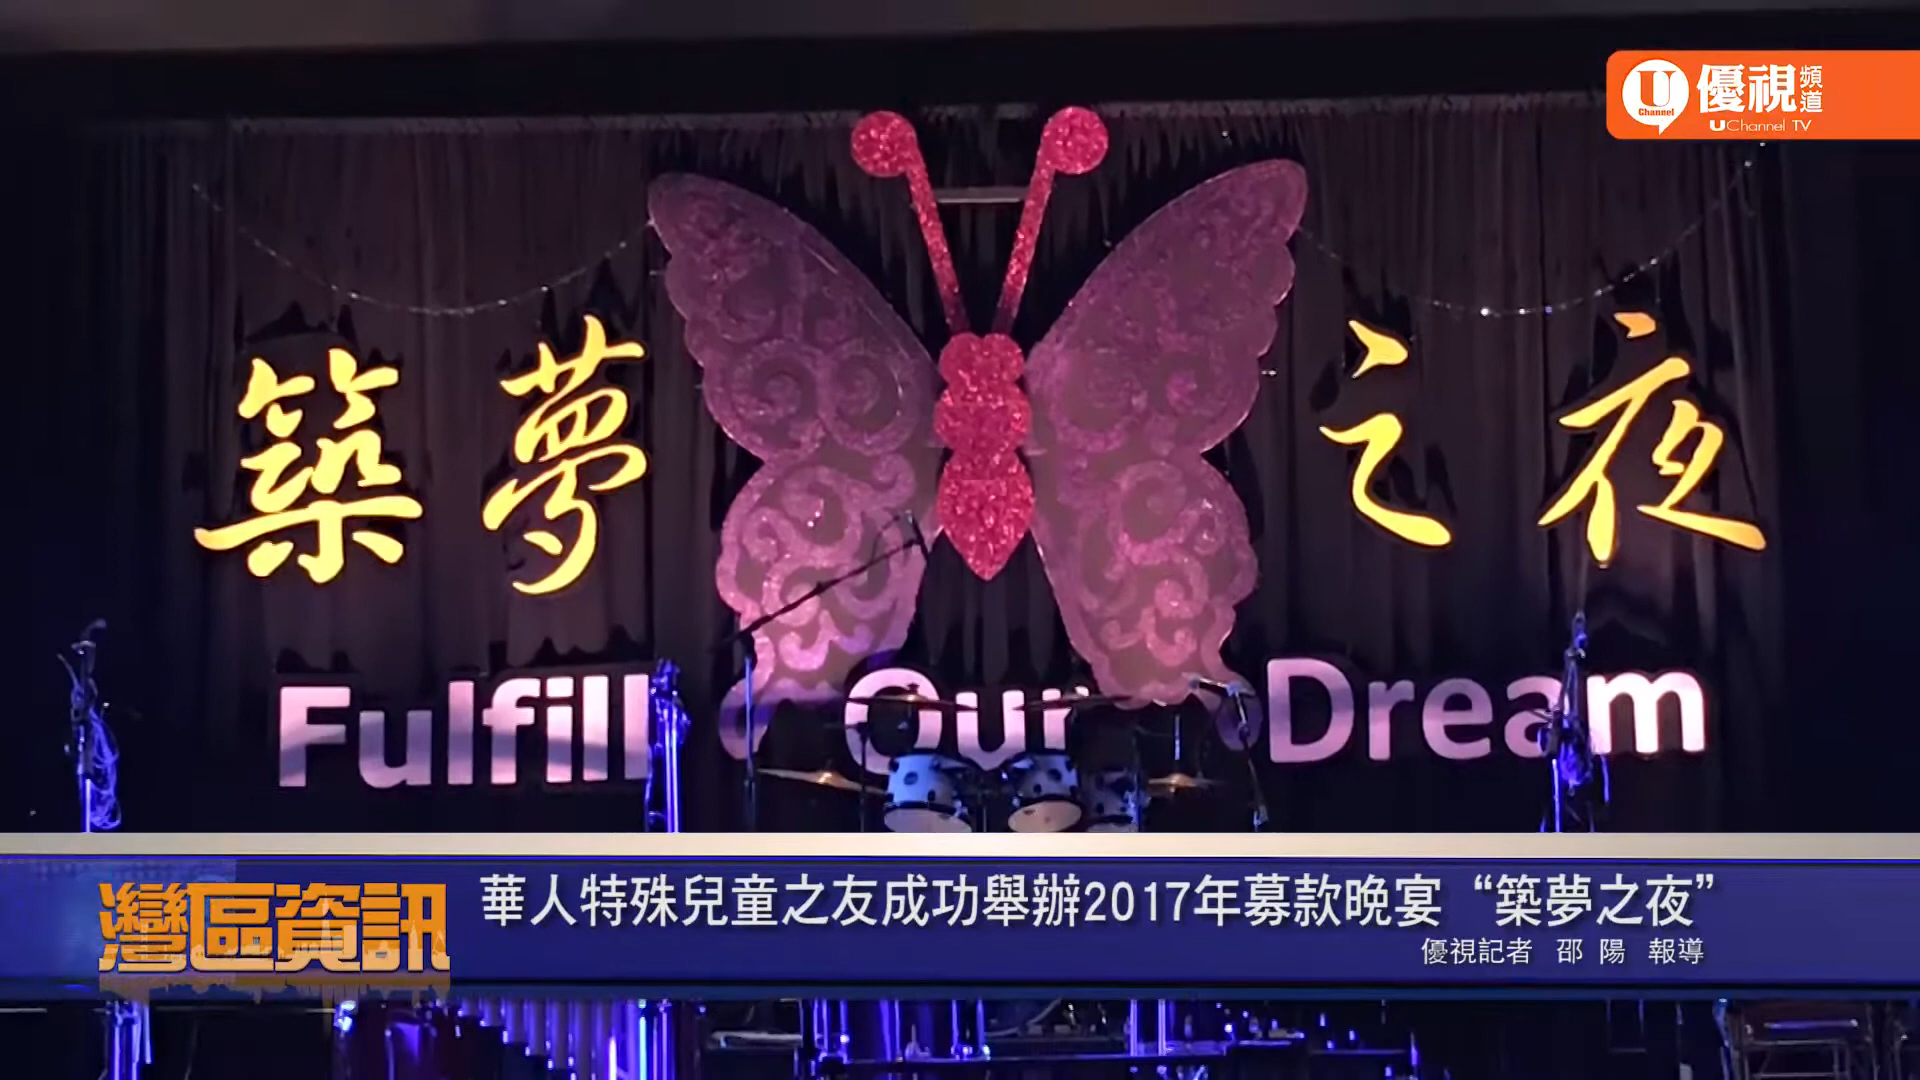 U Channel
優視頻道
UChannel TV
築夢之夜
Fulfill Our Dream
灣區資訊
華人特殊兒童之友成功舉辦2017年募款晚宴“築夢之夜”
優視記者 邵 陽 報導